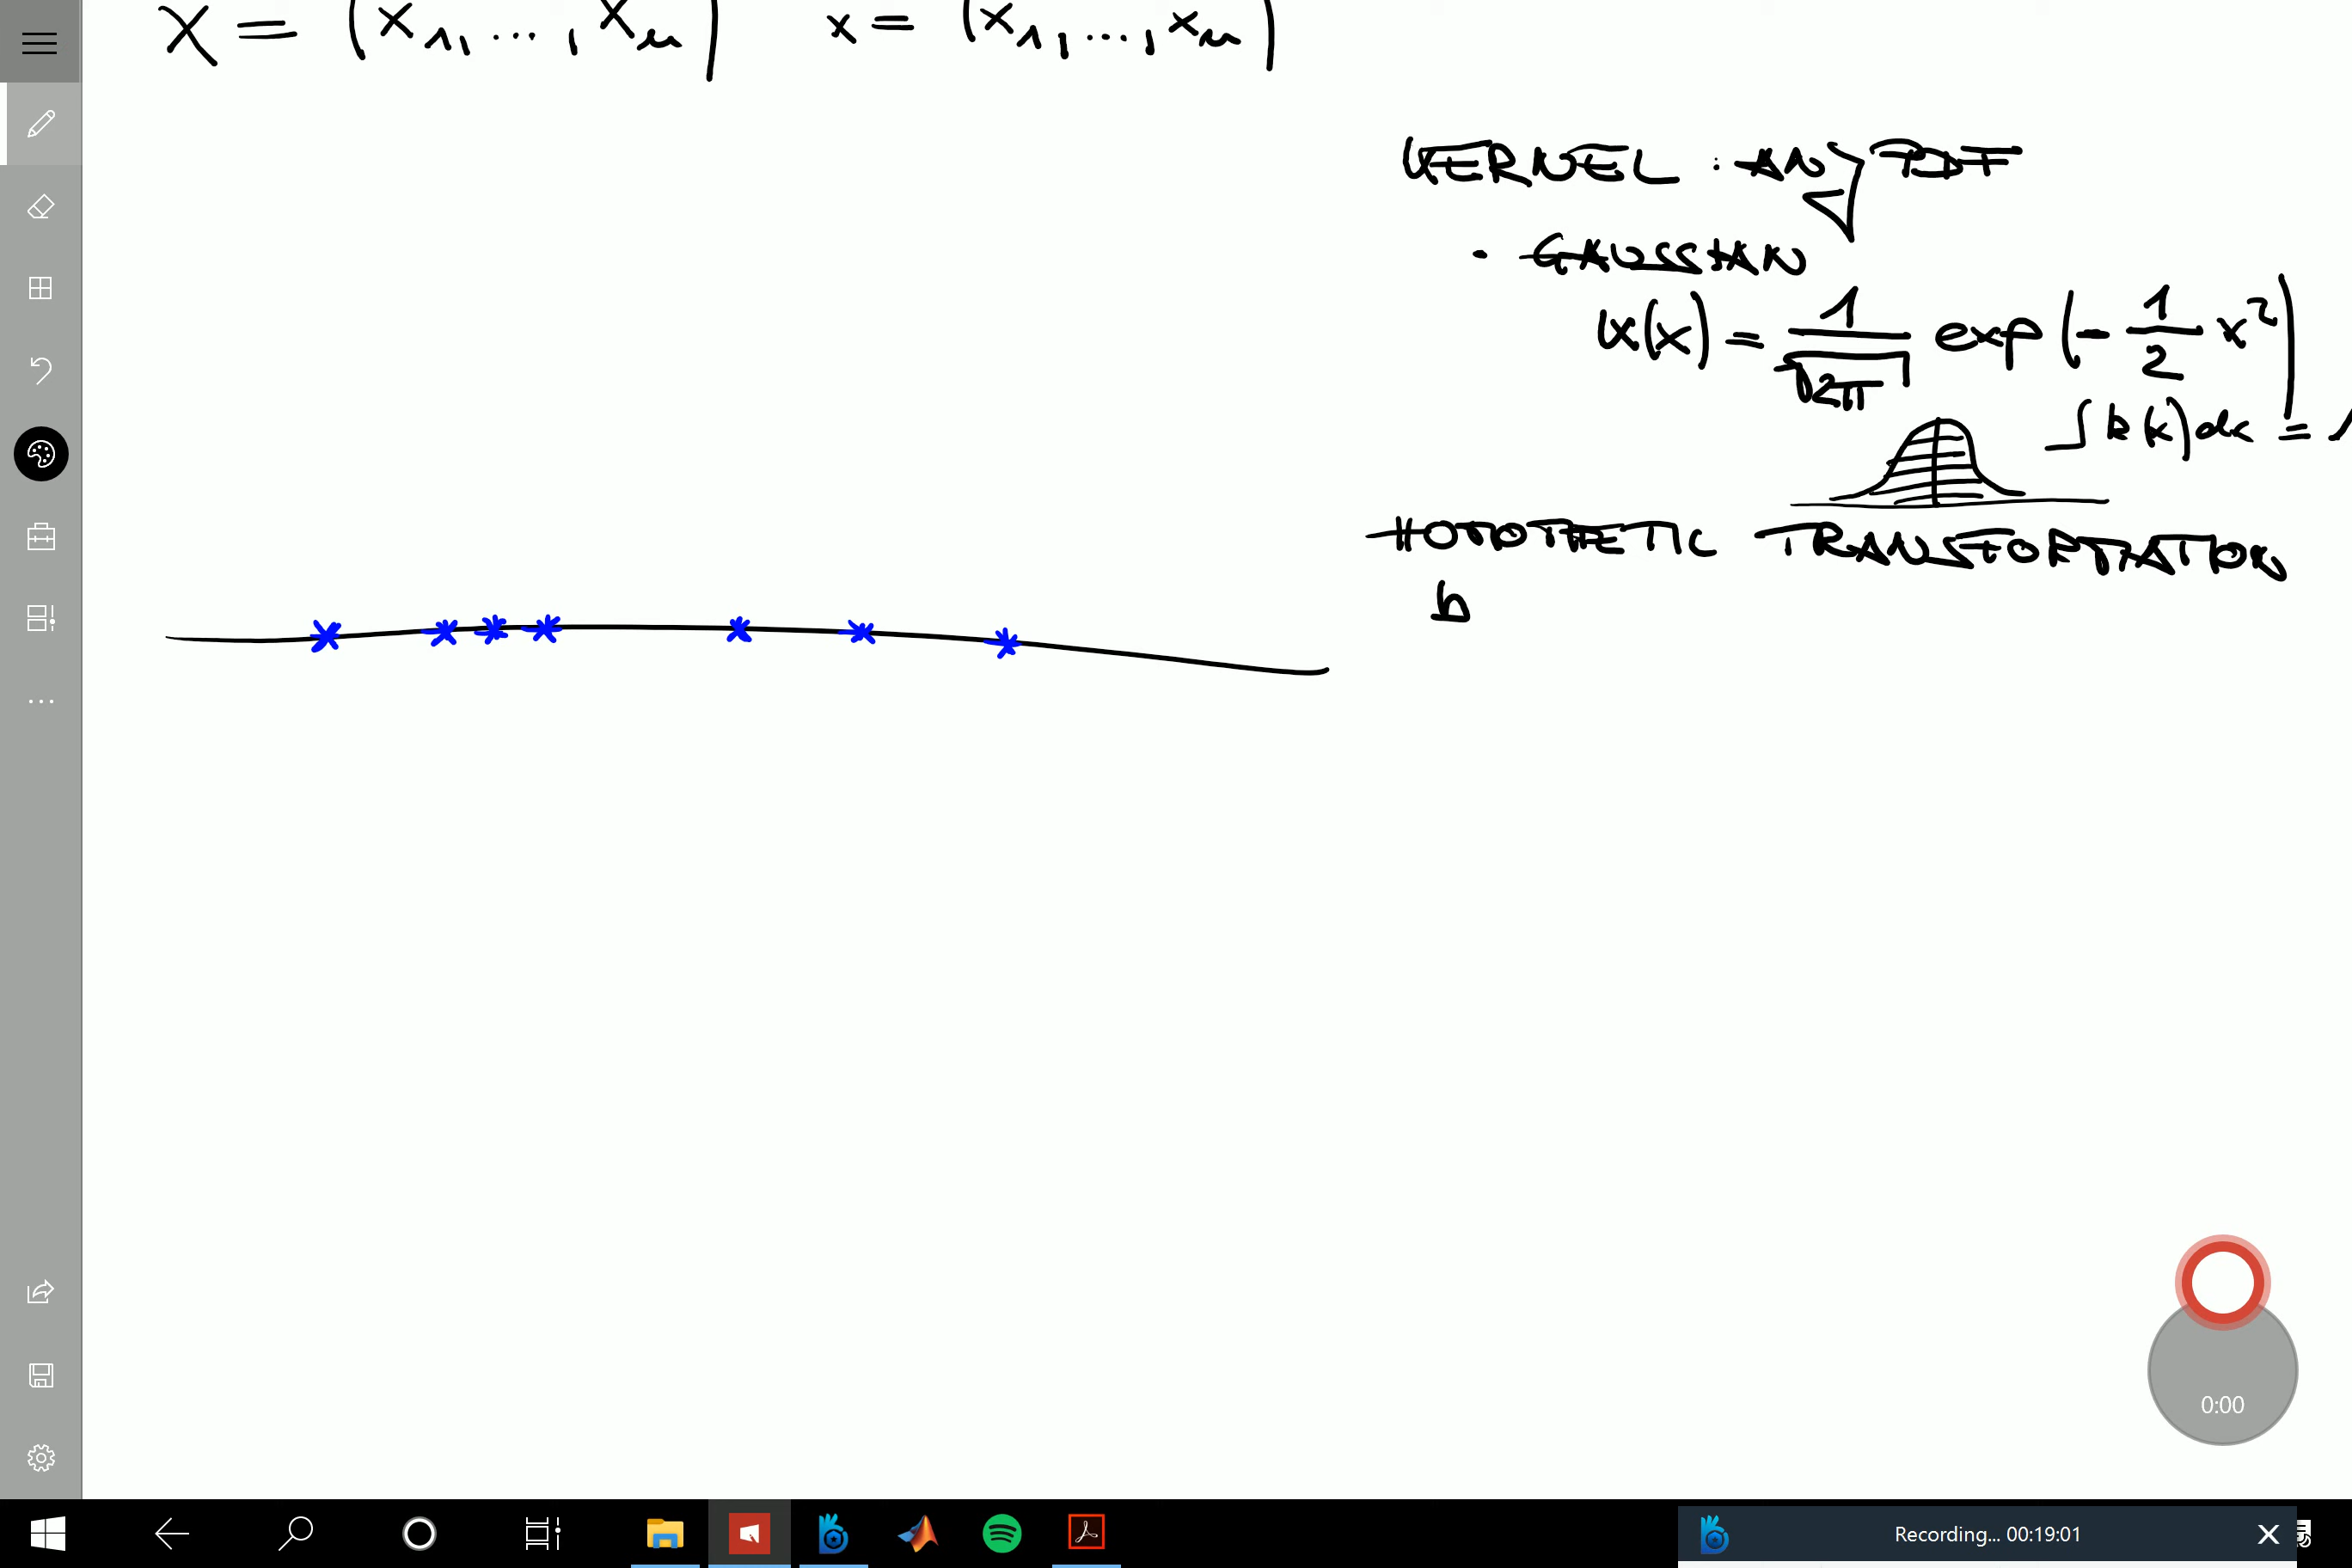 X = (X₁, ..., Xₙ) x = (x₁, ..., xₙ)
KERNEL : ANY PDF
· GAUSSIAN
K(x) = 1/√2π exp(-1/2 x²)
∫k(x)dx = 1
HOMOTHETIC TRANSFORMATION
b
0:00
Recording... 00:19:01